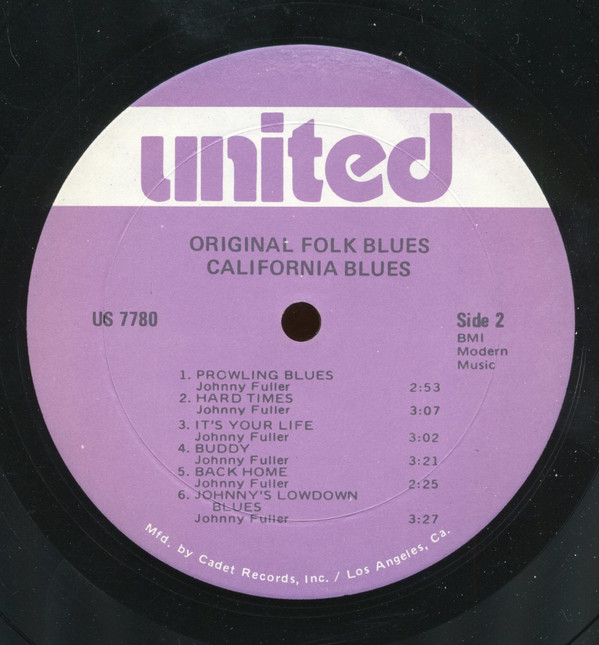 united
ORIGINAL FOLK BLUES
CALIFORNIA BLUES
US 7780
Side 2
BMI
Modern
Music
1. PROWLING BLUES
Johnny Fuller 2:53
2. HARD TIMES
Johnny Fuller 3:07
3. IT'S YOUR LIFE
Johnny Fuller 3:02
4. BUDDY
Johnny Fuller 3:21
5. BACK HOME
Johnny Fuller 2:25
6. JOHNNY'S LOWDOWN
BLUES
Johnny Fuller 3:27
Mfd. by Cadet Records, Inc. / Los Angeles, Ca.